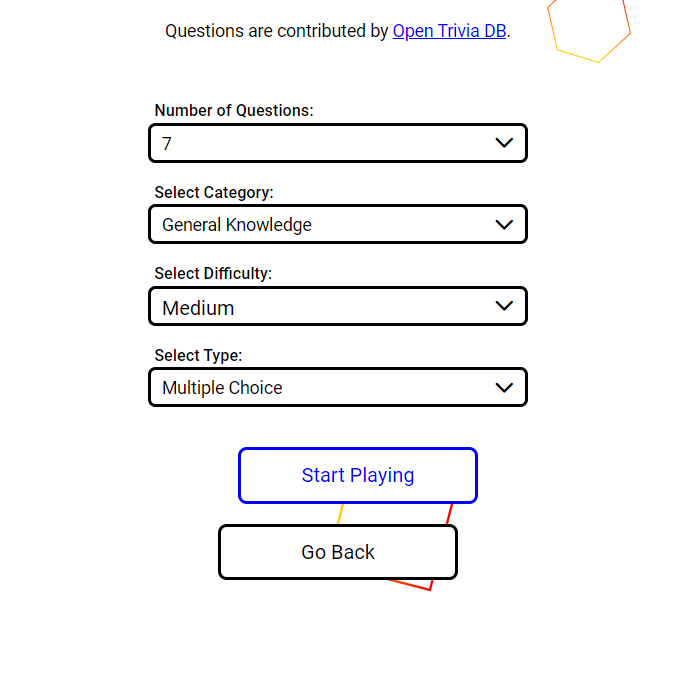 Questions are contributed by Open Trivia DB.
Number of Questions:
7
Select Category:
General Knowledge
Select Difficulty:
Medium
Select Type:
Multiple Choice
Start Playing
Go Back